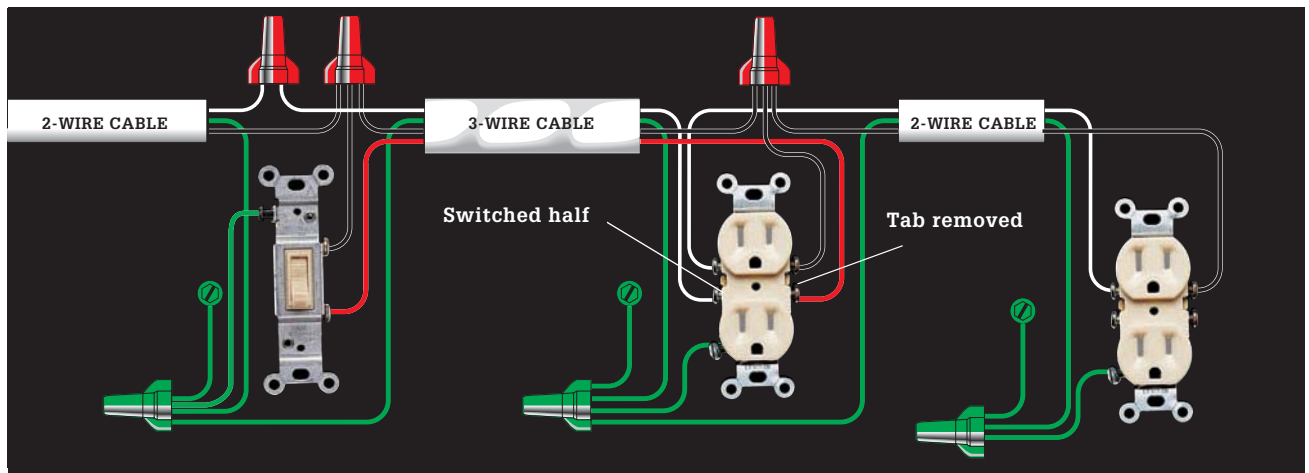 2-WIRE CABLE
3-WIRE CABLE
2-WIRE CABLE
Switched half
Tab removed